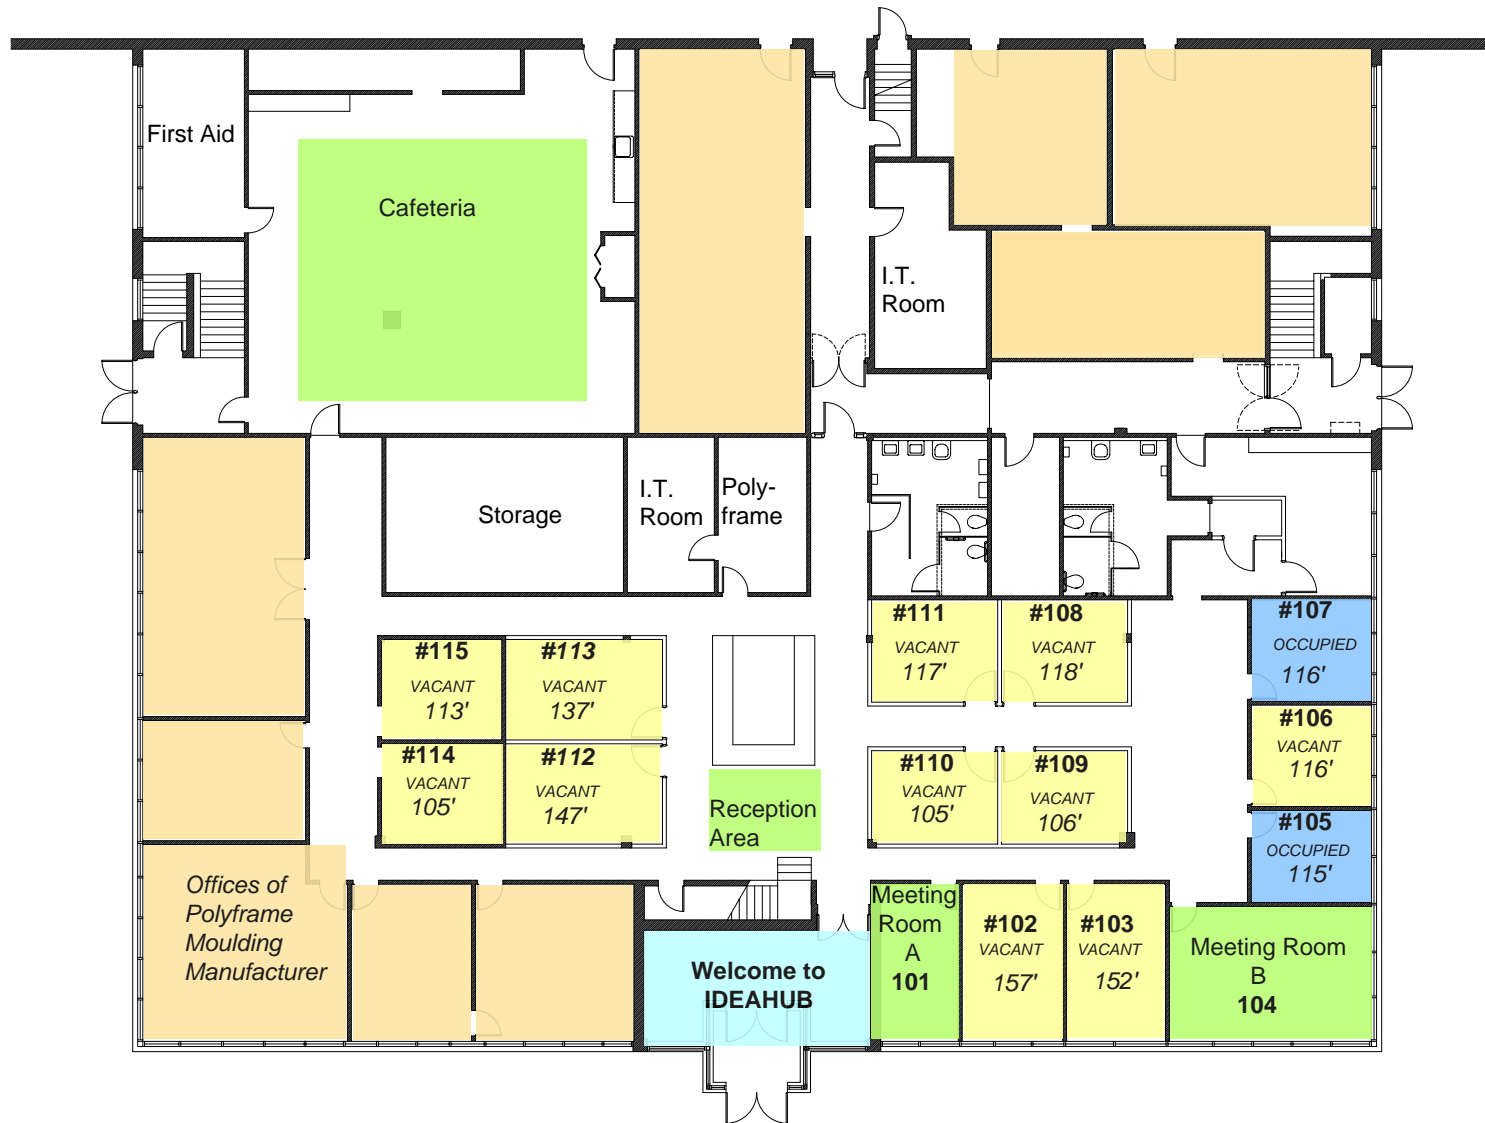 First Aid
Cafeteria
I.T.
Room
Storage
I.T.
Room
Poly-
frame
#111
VACANT
117'
#108
VACANT
118'
#107
OCCUPIED
116'
#115
VACANT
113'
#113
VACANT
137'
#106
VACANT
116'
#114
VACANT
105'
#112
VACANT
147'
Reception
Area
#110
VACANT
105'
#109
VACANT
106'
#105
OCCUPIED
115'
Offices of
Polyframe
Moulding
Manufacturer
Welcome to
IDEAHUB
Meeting
Room
A
101
#102
VACANT
157'
#103
VACANT
152'
Meeting Room
B
104